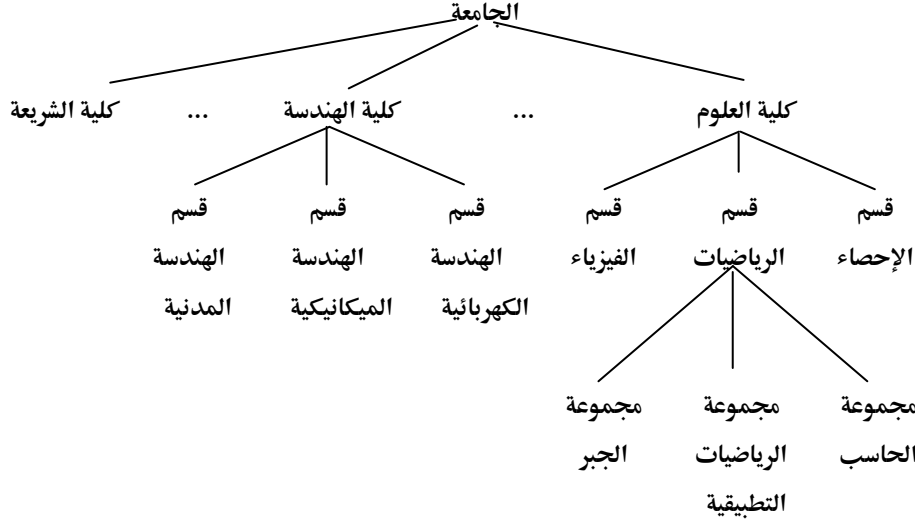 الجامعة
كلية العلوم ... كلية الهندسة ... كلية الشريعة
قسم قسم قسم قسم قسم قسم
الإحصاء الرياضيات الفيزياء الهندسة الهندسة الهندسة
الكهربائية الميكانيكية المدنية
مجموعة مجموعة مجموعة
الحاسب الرياضيات الجبر
التطبيقية